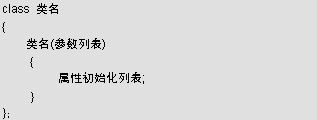 class 类名
{
类名(参数列表)
{
属性初始化列表;
}
};